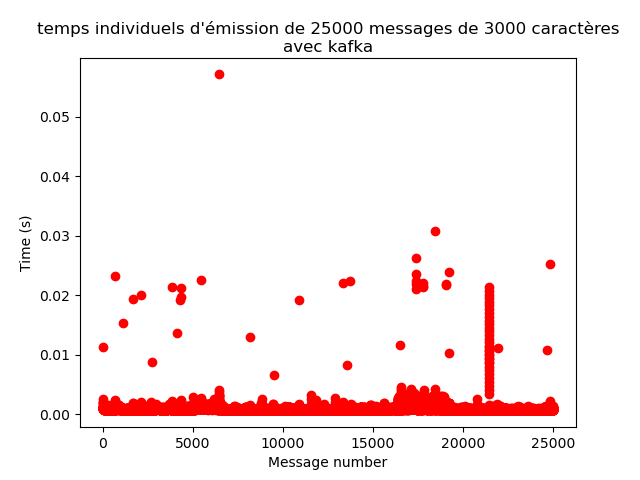 temps individuels d'émission de 25000 messages de 3000 caractères
avec kafka
0.05
0.04
0.03
0.02
0.01
0.00
Time (s)
0 5000 10000 15000 20000 25000
Message number